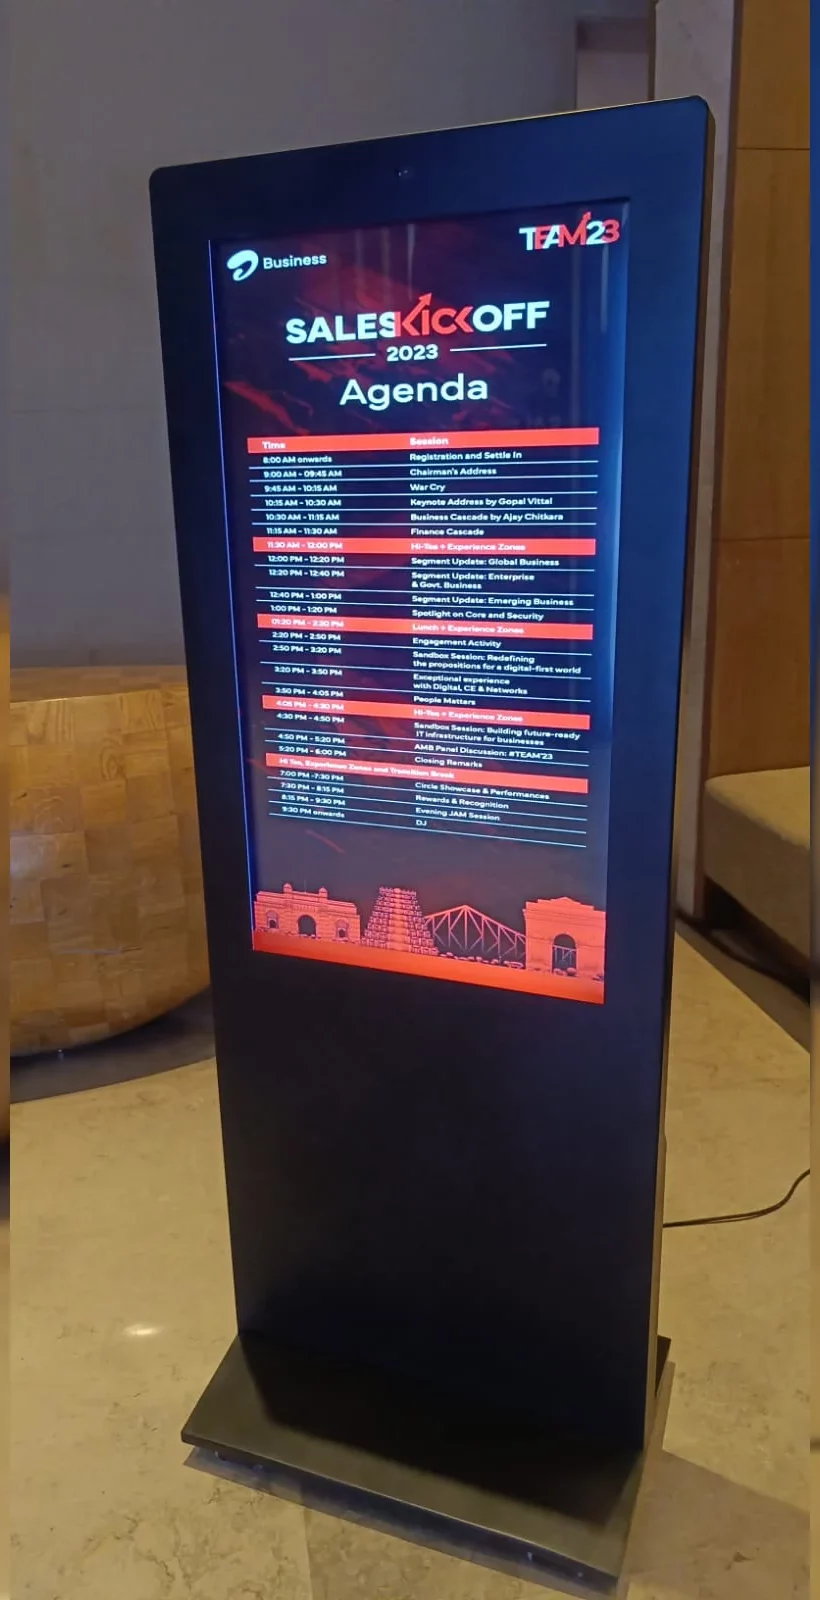 Business
TEAM23
SALESKICKOFF
2023
Agenda
Time Session
8:00 AM onwards Registration and Settle In
9:00 AM - 09:45 AM Chairman's Address
9:45 AM - 10:15 AM War Cry
10:15 AM - 10:30 AM Keynote Address by Gopal Vittal
10:30 AM - 11:15 AM Business Cascade by Ajay Chitkara
11:15 AM - 11:30 AM Finance Cascade
11:30 AM - 12:00 PM Hi-Tea + Experience Zones
12:00 PM - 12:20 PM Segment Update: Global Business
12:20 PM - 12:40 PM Segment Update: Enterprise
& Govt. Business
12:40 PM - 1:00 PM Segment Update: Emerging Business
1:00 PM - 1:20 PM Spotlight on Core and Security
01:20 PM - 2:20 PM Lunch + Experience Zones
2:20 PM - 2:50 PM Engagement Activity
2:50 PM - 3:20 PM Sandbox Session: Redefining
the propositions for a digital-first world
3:20 PM - 3:50 PM Exceptional experience
with Digital, CE & Networks
3:50 PM - 4:05 PM People Matters
4:05 PM - 4:30 PM Hi-Tea + Experience Zones
4:30 PM - 4:50 PM Sandbox Session: Building future-ready
IT infrastructure for businesses
4:50 PM - 5:20 PM AMB Panel Discussion: #TEAM'23
5:20 PM - 6:00 PM Closing Remarks
Hi Tea, Experience Zones and Transition Break
7:00 PM -7:30 PM Circle Showcase & Performances
7:30 PM - 8:15 PM Rewards & Recognition
8:15 PM - 9:30 PM Evening JAM Session
9:30 PM onwards DJ